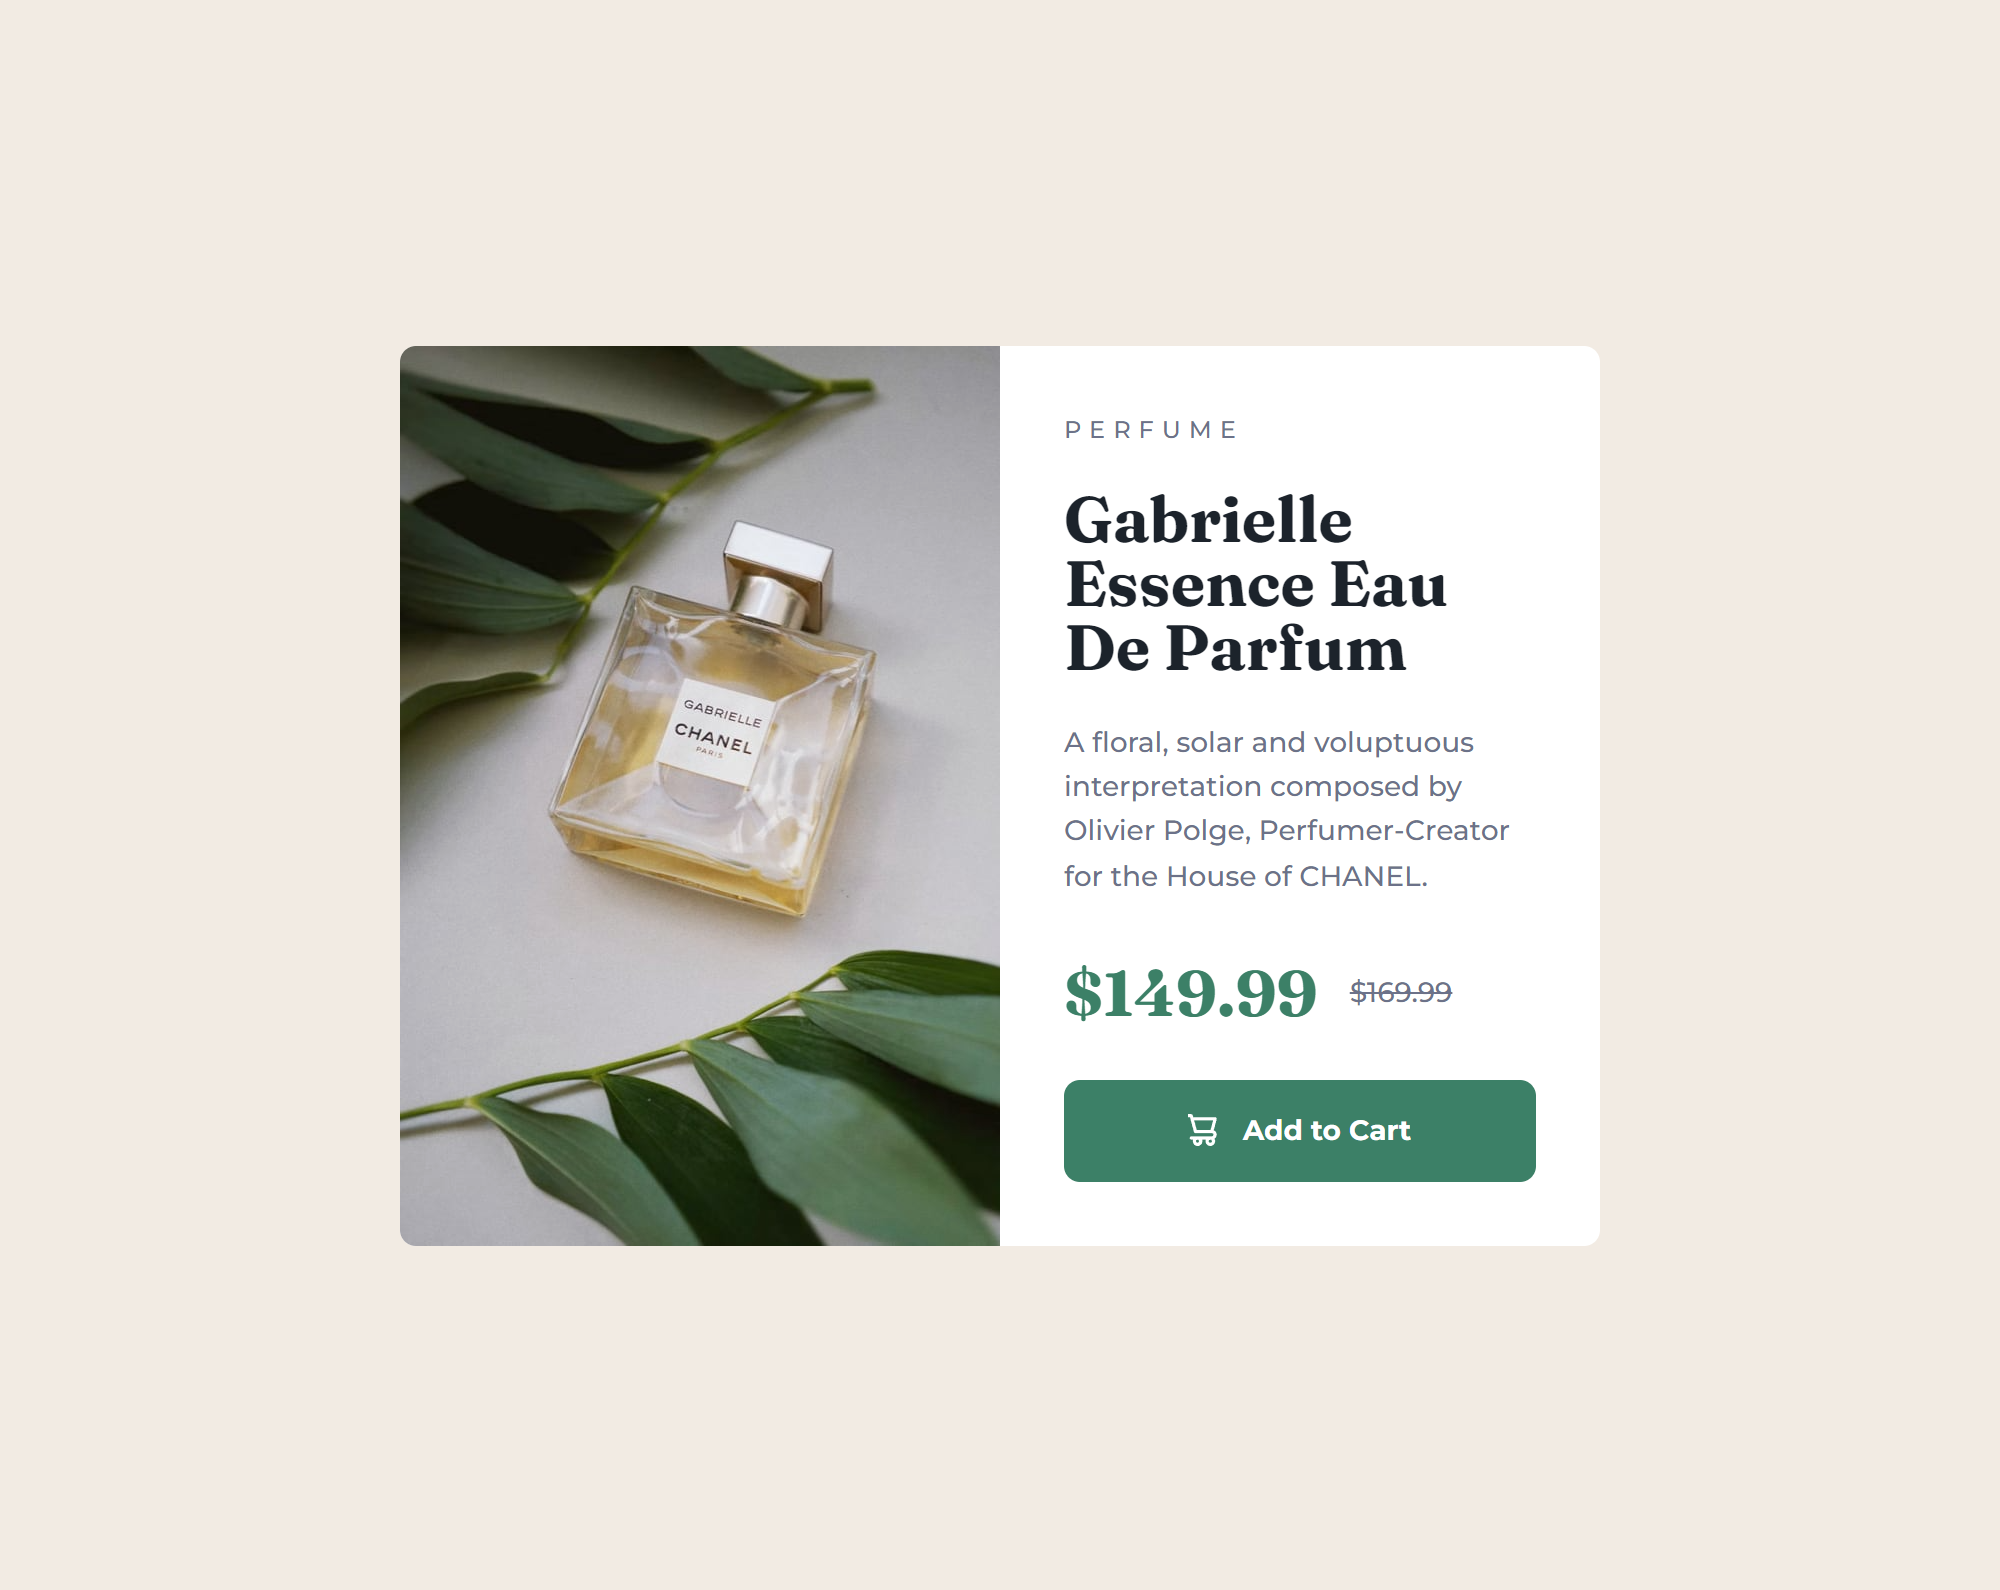 GABRIELLE
CHANEL
PARIS
PERFUME
Gabrielle
Essence Eau
De Parfum
A floral, solar and voluptuous
interpretation composed by
Olivier Polge, Perfumer-Creator
for the House of CHANEL.
$149.99 $169.99
Add to Cart